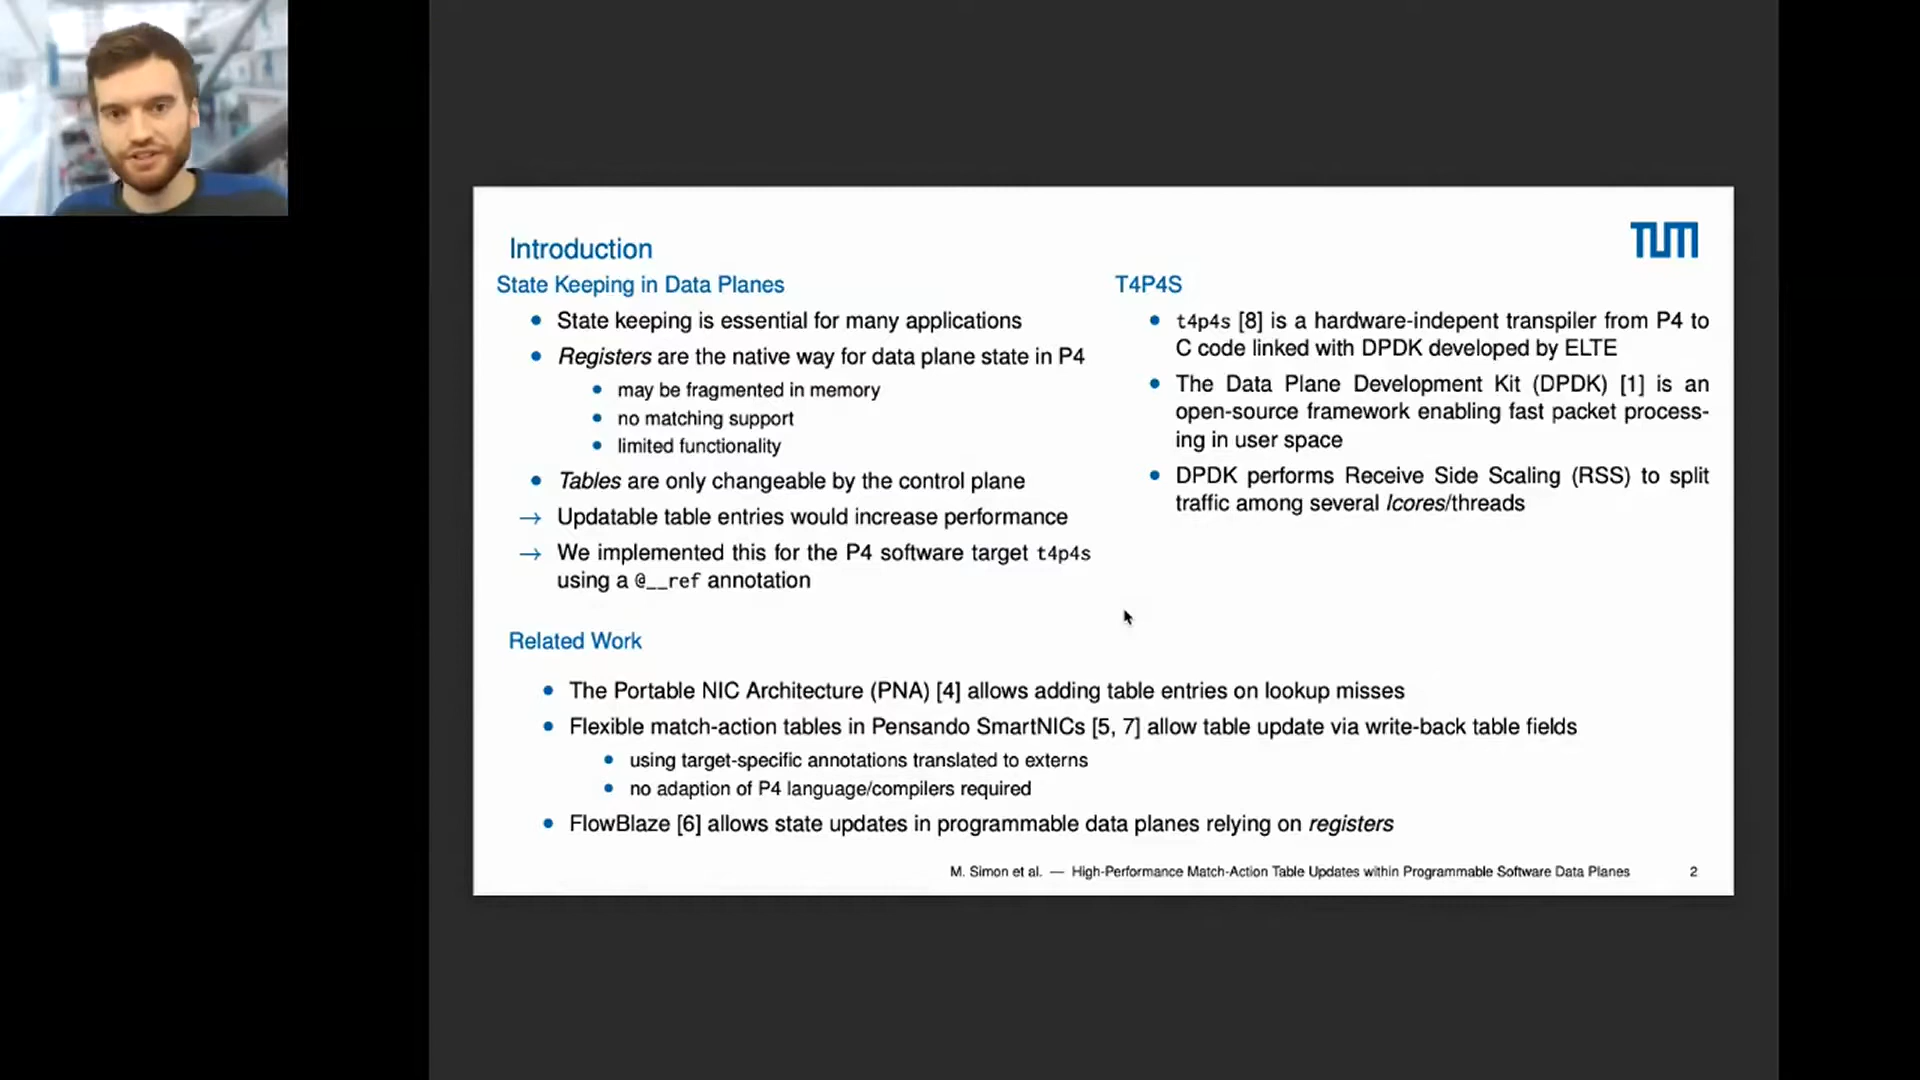 TUM
Introduction
State Keeping in Data Planes
• State keeping is essential for many applications
• Registers are the native way for data plane state in P4
• may be fragmented in memory
• no matching support
• limited functionality
• Tables are only changeable by the control plane
→ Updatable table entries would increase performance
→ We implemented this for the P4 software target t4p4s
using a @__ref annotation
T4P4S
• t4p4s [8] is a hardware-indepent transpiler from P4 to
C code linked with DPDK developed by ELTE
• The Data Plane Development Kit (DPDK) [1] is an
open-source framework enabling fast packet process-
ing in user space
• DPDK performs Receive Side Scaling (RSS) to split
traffic among several lcores/threads
Related Work
• The Portable NIC Architecture (PNA) [4] allows adding table entries on lookup misses
• Flexible match-action tables in Pensando SmartNICs [5, 7] allow table update via write-back table fields
• using target-specific annotations translated to externs
• no adaption of P4 language/compilers required
• FlowBlaze [6] allows state updates in programmable data planes relying on registers
M. Simon et al. — High-Performance Match-Action Table Updates within Programmable Software Data Planes 2